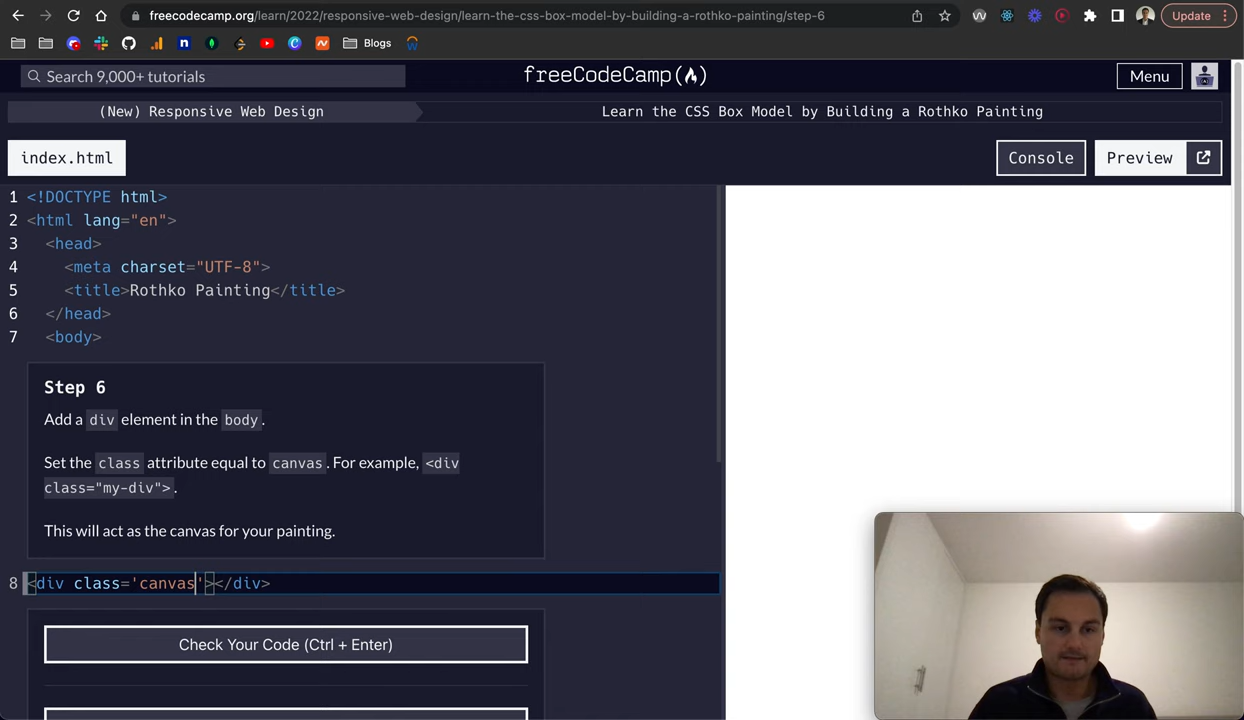 freecodecamp.org/learn/2022/responsive-web-design/learn-the-css-box-model-by-building-a-rothko-painting/step-6
Update
Blogs
Search 9,000+ tutorials
freeCodeCamp
Menu
(New) Responsive Web Design
Learn the CSS Box Model by Building a Rothko Painting
index.html
Console
Preview
1 <!DOCTYPE html>
2 <html lang="en">
3 <head>
4 <meta charset="UTF-8">
5 <title>Rothko Painting</title>
6 </head>
7 <body>
Step 6
Add a div element in the body.
Set the class attribute equal to canvas. For example, <div
class="my-div">.
This will act as the canvas for your painting.
8 <div class='canvas'></div>
Check Your Code (Ctrl + Enter)